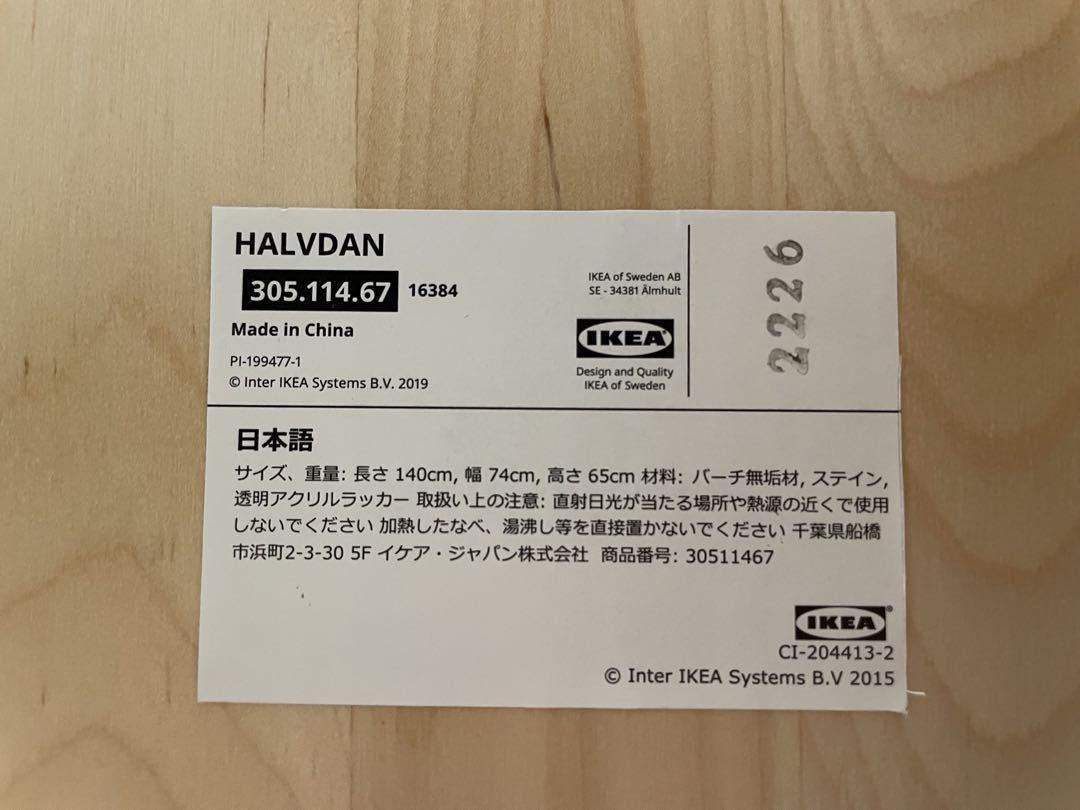 HALVDAN
305.114.67 16384
Made in China
PI-199477-1
© Inter IKEA Systems B.V. 2019
IKEA of Sweden AB
SE - 34381 Älmhult
IKEA
Design and Quality
IKEA of Sweden
2226
日本語
サイズ、重量: 長さ 140cm, 幅 74cm, 高さ 65cm 材料: バーチ無垢材, ステイン,
透明アクリルラッカー 取扱い上の注意: 直射日光が当たる場所や熱源の近くで使用
しないでください 加熱したなべ、湯沸し等を直接置かないでください 千葉県船橋
市浜町2-3-30 5F イケア・ジャパン株式会社 商品番号: 30511467
IKEA®
CI-204413-2
© Inter IKEA Systems B.V 2015